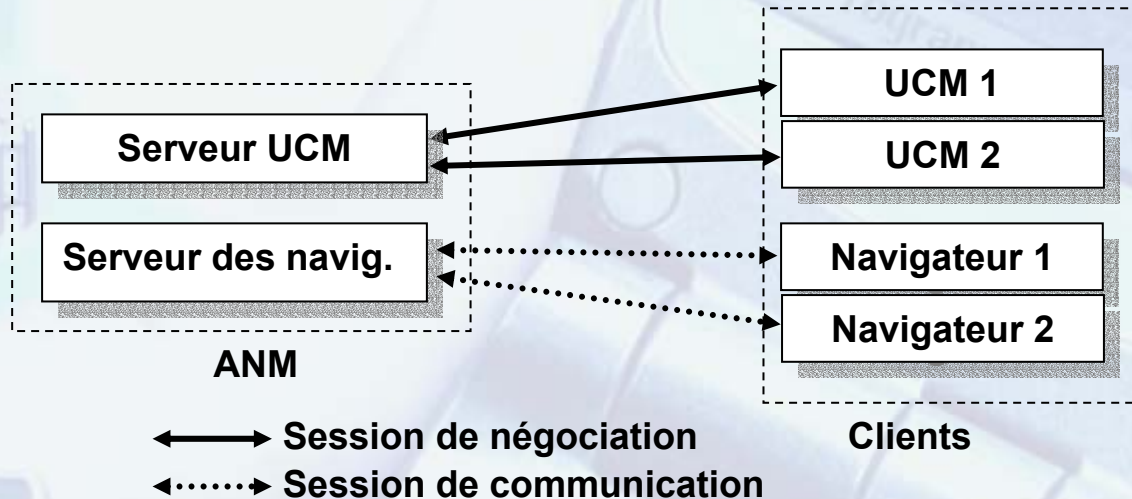 UCM 1
Serveur UCM
UCM 2
Serveur des navig.
Navigateur 1
Navigateur 2
ANM
Session de négociation
Clients
Session de communication